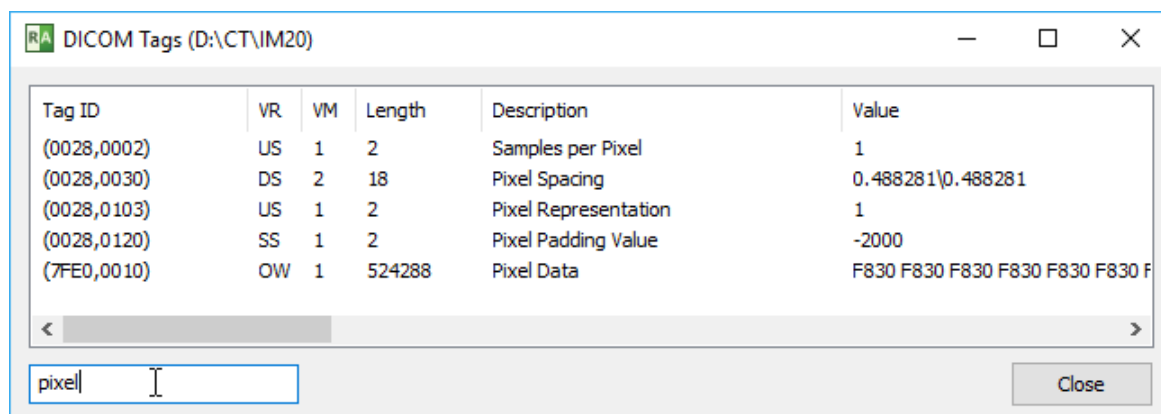 RA DICOM Tags (D:\CT\IM20)
Tag ID VR VM Length Description Value
(0028,0002) US 1 2 Samples per Pixel 1
(0028,0030) DS 2 18 Pixel Spacing 0.488281\0.488281
(0028,0103) US 1 2 Pixel Representation 1
(0028,0120) SS 1 2 Pixel Padding Value -2000
(7FE0,0010) OW 1 524288 Pixel Data F830 F830 F830 F830 F830 F830 F
pixel Close